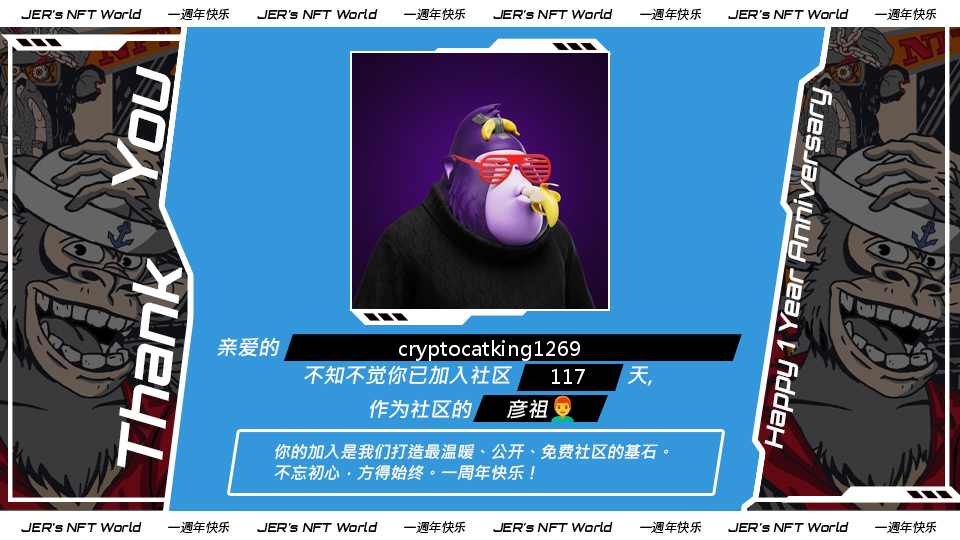 JER's NFT World 一週年快乐 JER's NFT World 一週年快乐 JER's NFT World 一週年快乐 JER's NFT World 一週年快乐
Thank You
Happy 1 Year Anniversary
亲爱的 cryptocatking1269
不知不觉你已加入社区 117 天,
作为社区的 彦祖👨‍🦰
你的加入是我们打造最温暖、公开、免费社区的基石。
不忘初心，方得始终。一周年快乐！
JER's NFT World 一週年快乐 JER's NFT World 一週年快乐 JER's NFT World 一週年快乐 JER's NFT World 一週年快乐